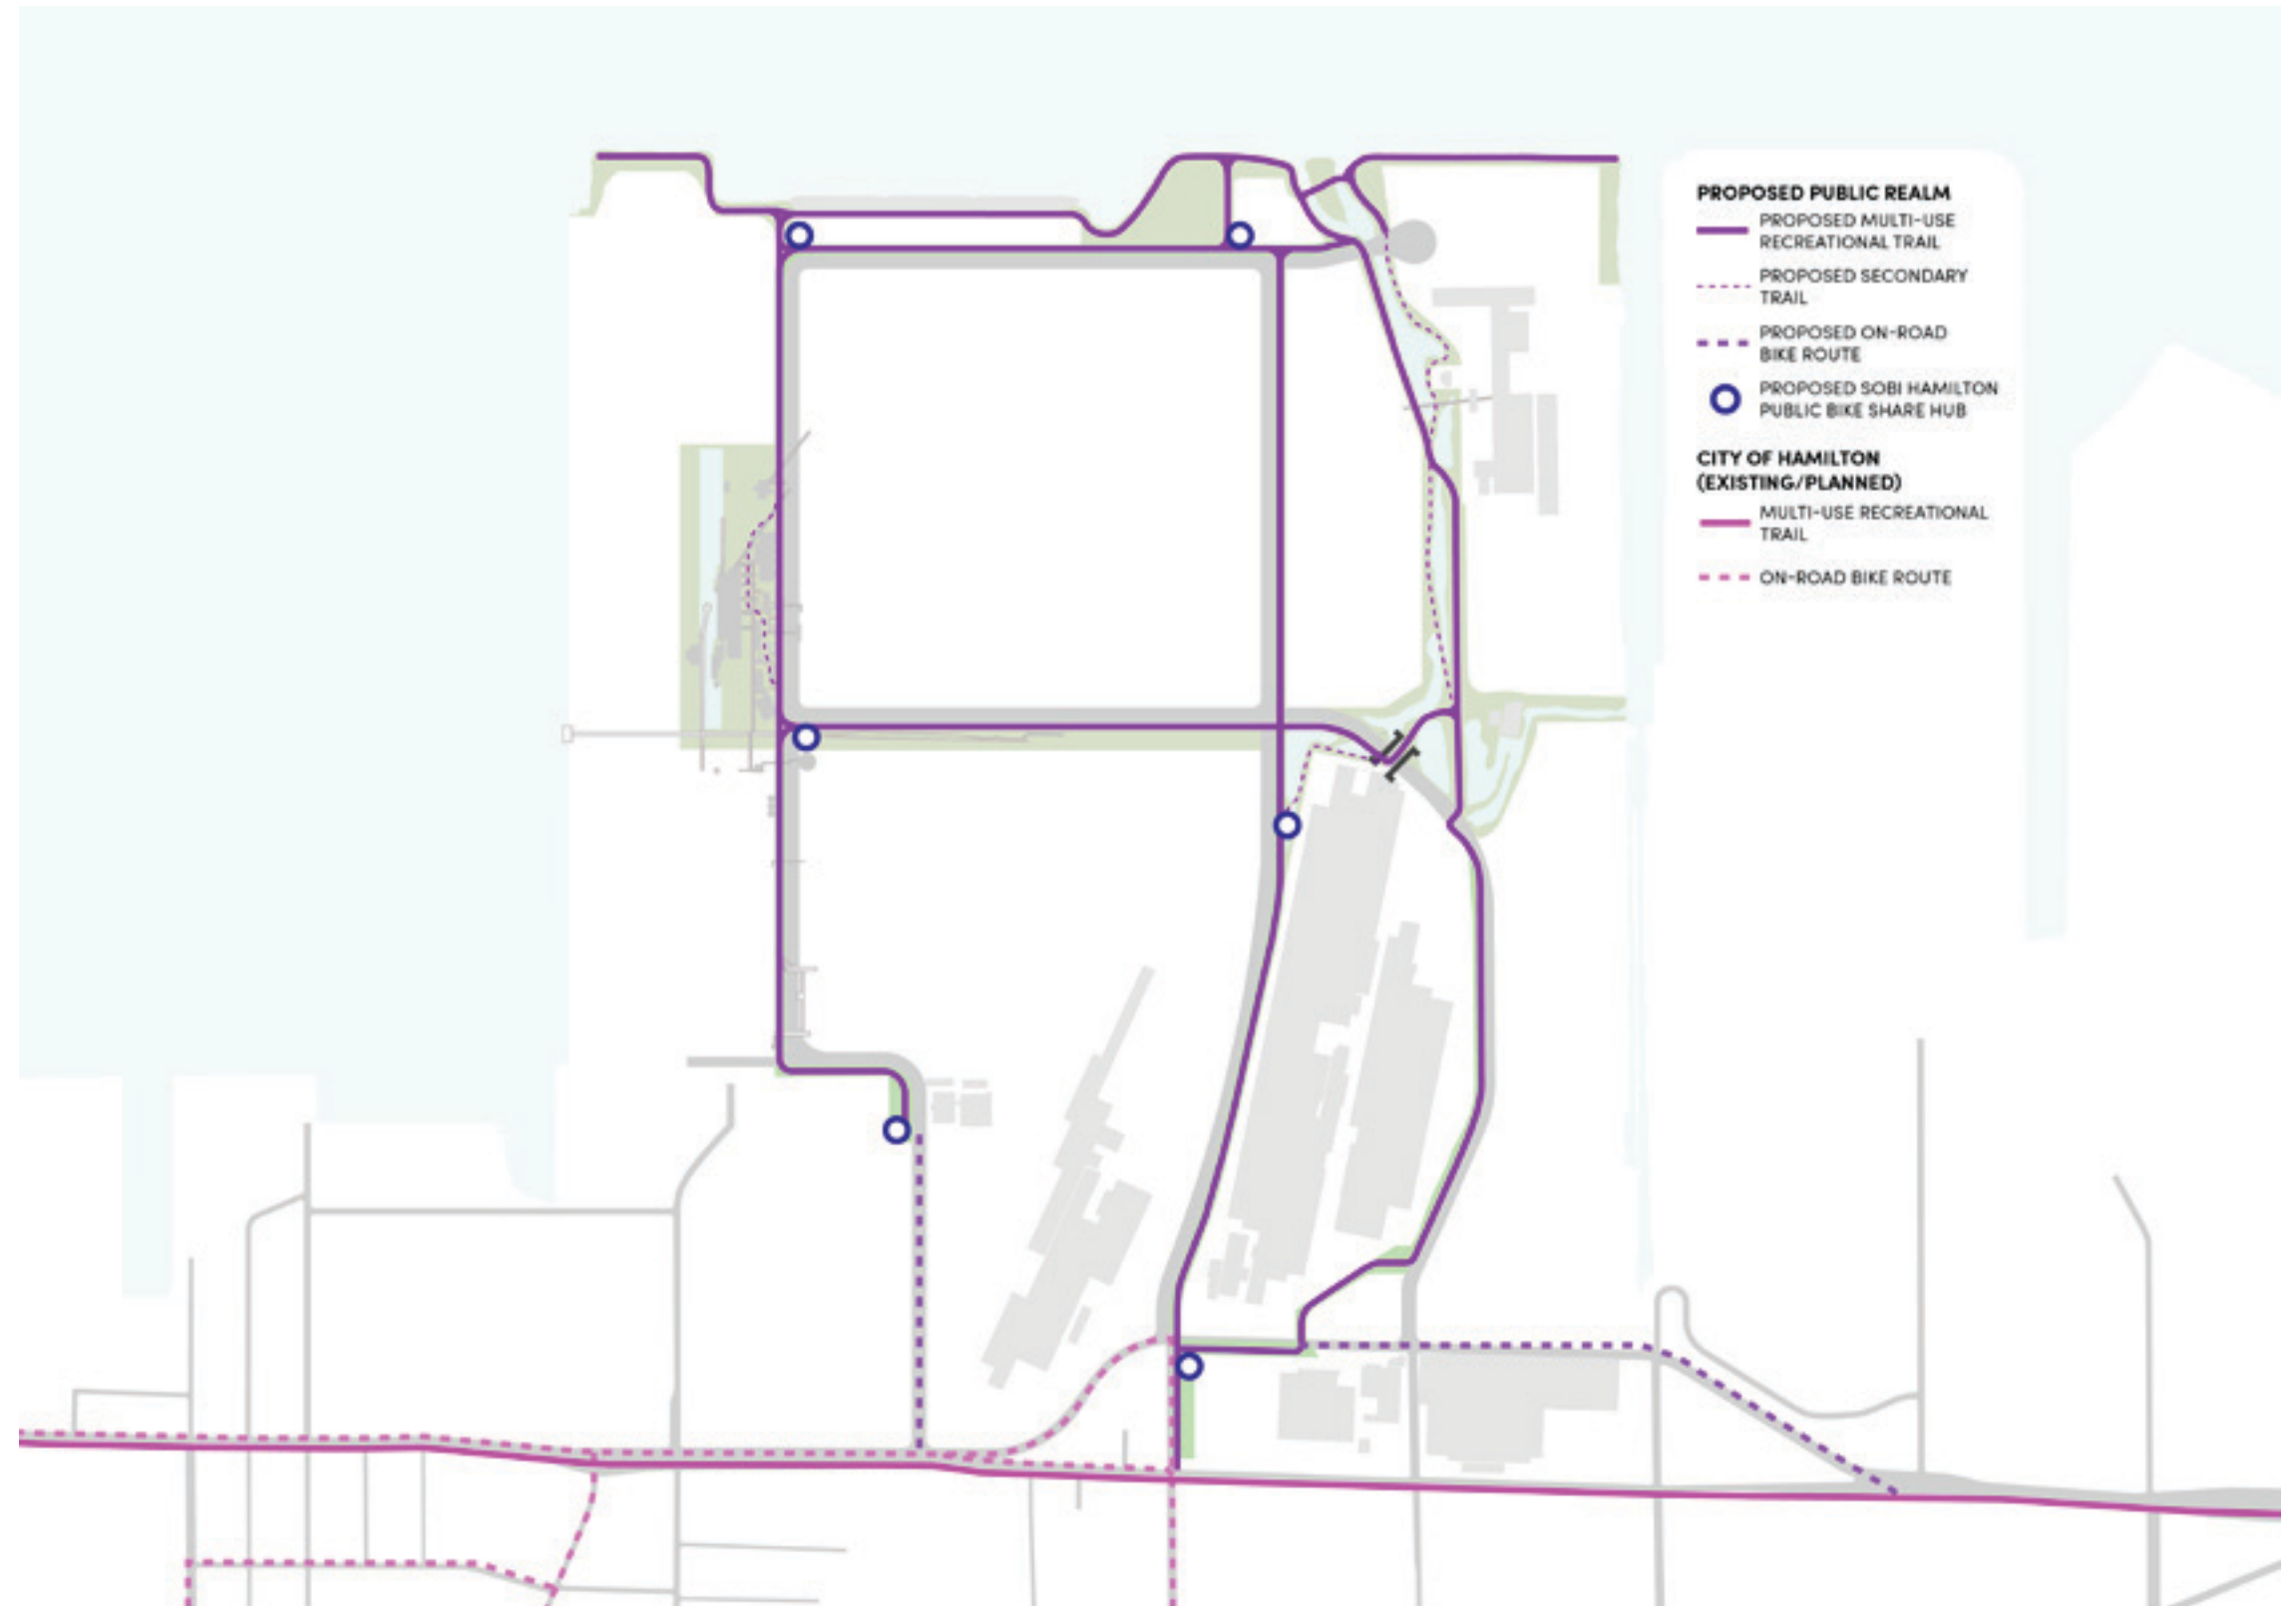 PROPOSED PUBLIC REALM
PROPOSED MULTI-USE
RECREATIONAL TRAIL
PROPOSED SECONDARY
TRAIL
PROPOSED ON-ROAD
BIKE ROUTE
PROPOSED SOBI HAMILTON
PUBLIC BIKE SHARE HUB
CITY OF HAMILTON
(EXISTING/PLANNED)
MULTI-USE RECREATIONAL
TRAIL
ON-ROAD BIKE ROUTE